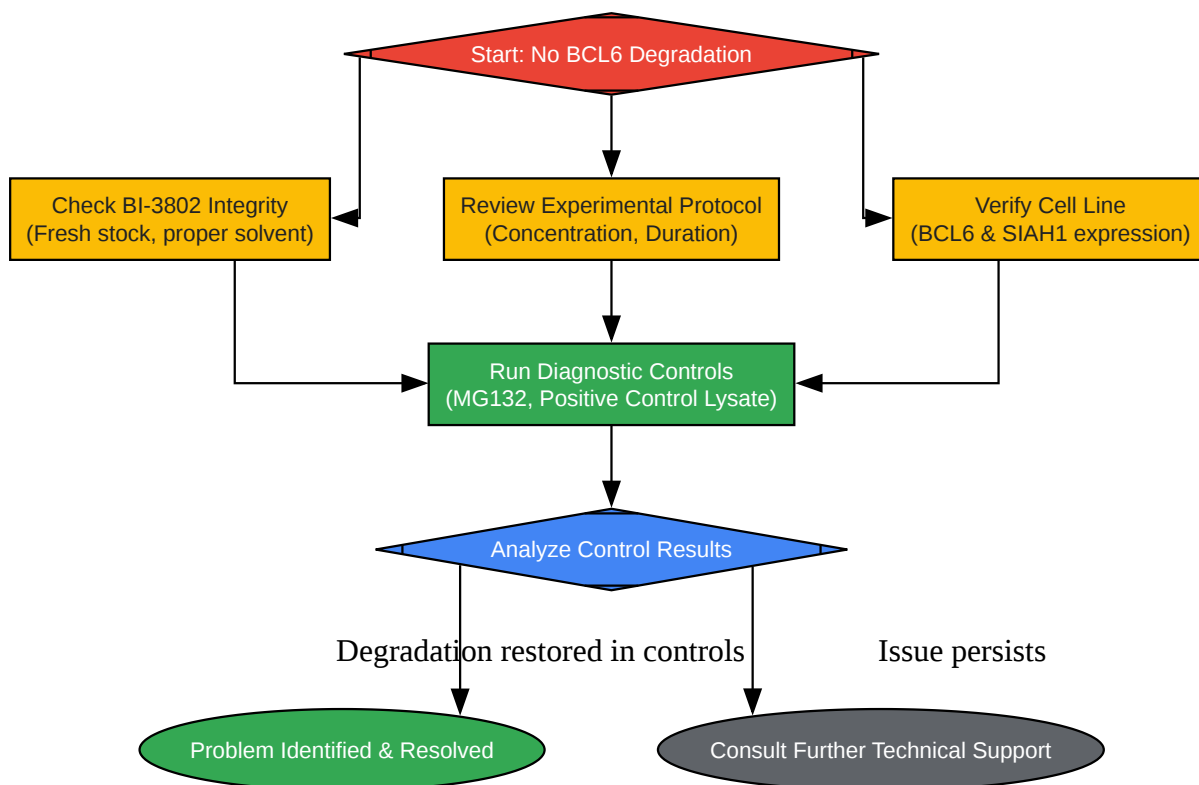 Start: No BCL6 Degradation
Check BI-3802 Integrity
(Fresh stock, proper solvent)
Review Experimental Protocol
(Concentration, Duration)
Verify Cell Line
(BCL6 & SIAH1 expression)
Run Diagnostic Controls
(MG132, Positive Control Lysate)
Analyze Control Results
Degradation restored in controls
Issue persists
Problem Identified & Resolved
Consult Further Technical Support